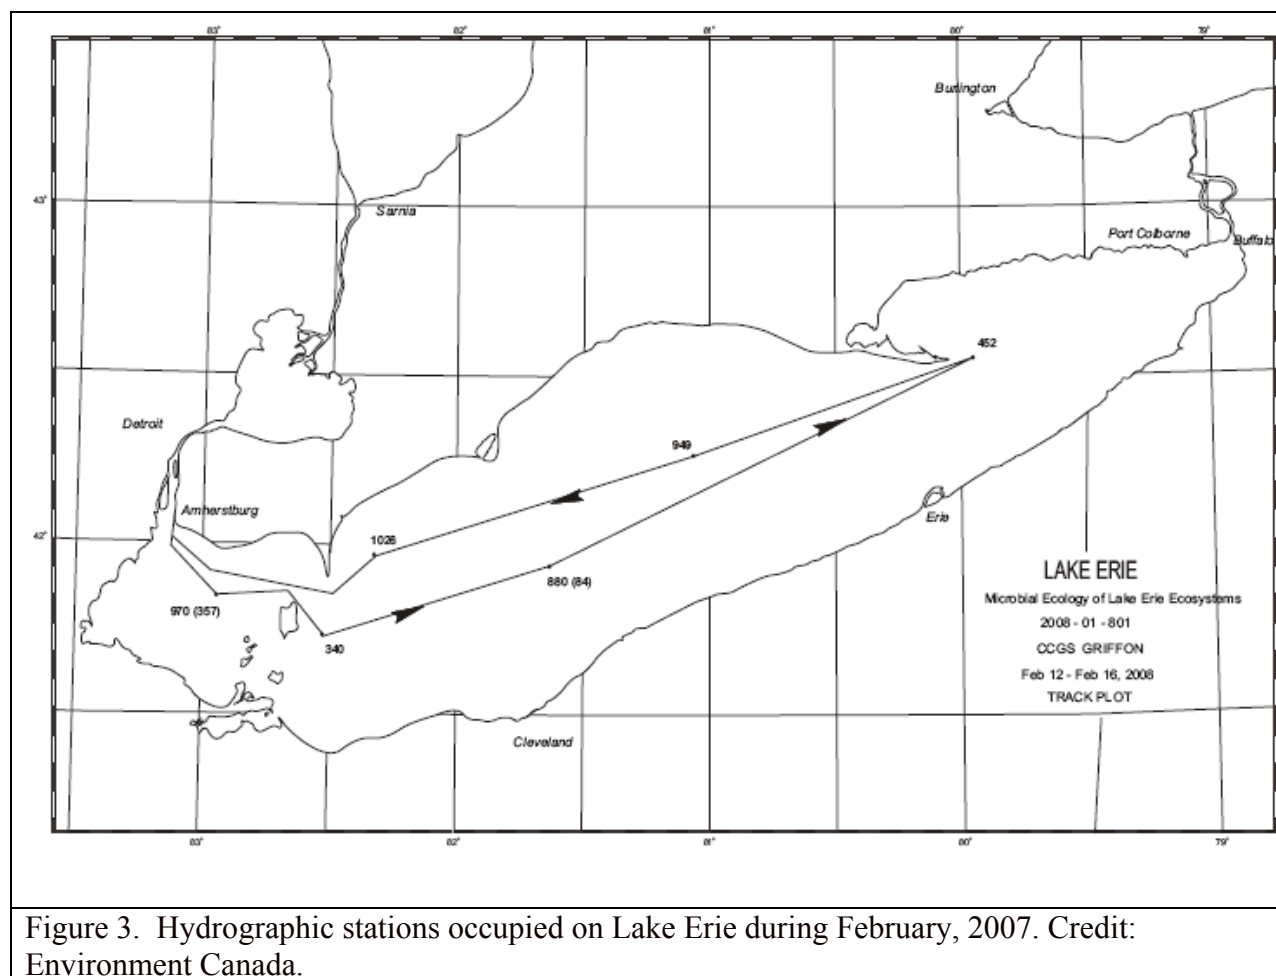 83° 82° 81° 80° 79°
Burlington
43°
Sarnia
Port Colborne
Buffalo
452
Detroit
949
Amherstburg
Erie
42°
1026
880 (84)
970 (357)
340
LAKE ERIE
Microbial Ecology of Lake Erie Ecosystems
2008 - 01 - 801
CCGS GRIFFON
Feb 12 - Feb 16, 2008
TRACK PLOT
Cleveland
83° 82° 81° 80° 79°
Figure 3. Hydrographic stations occupied on Lake Erie during February, 2007. Credit:
Environment Canada.